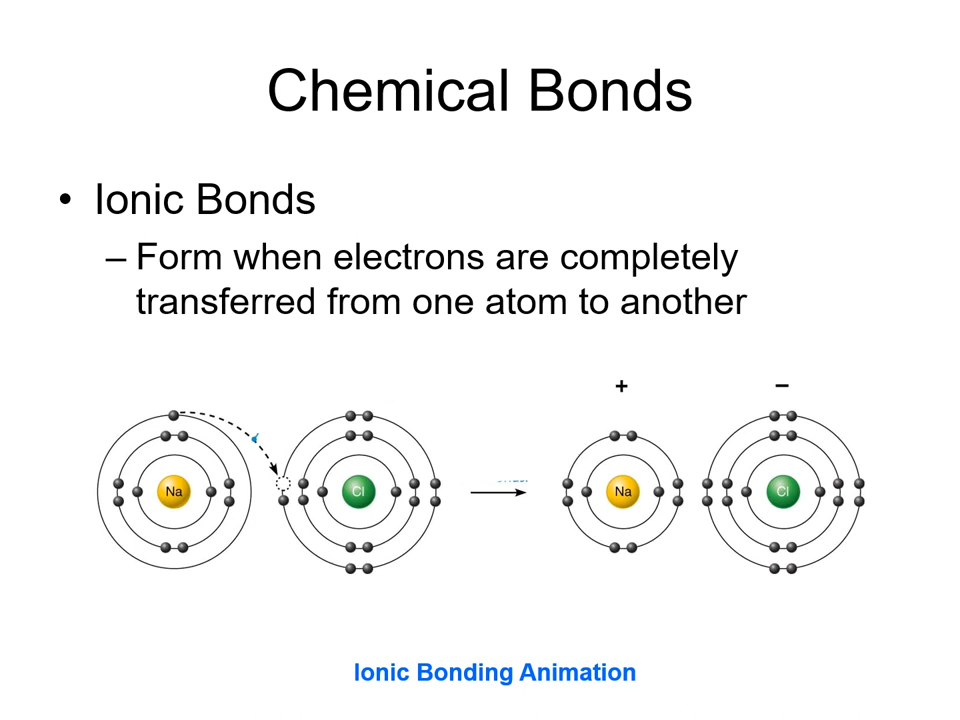 Chemical Bonds
• Ionic Bonds
– Form when electrons are completely
transferred from one atom to another
+ −
Na Cl Na Cl
Ionic Bonding Animation